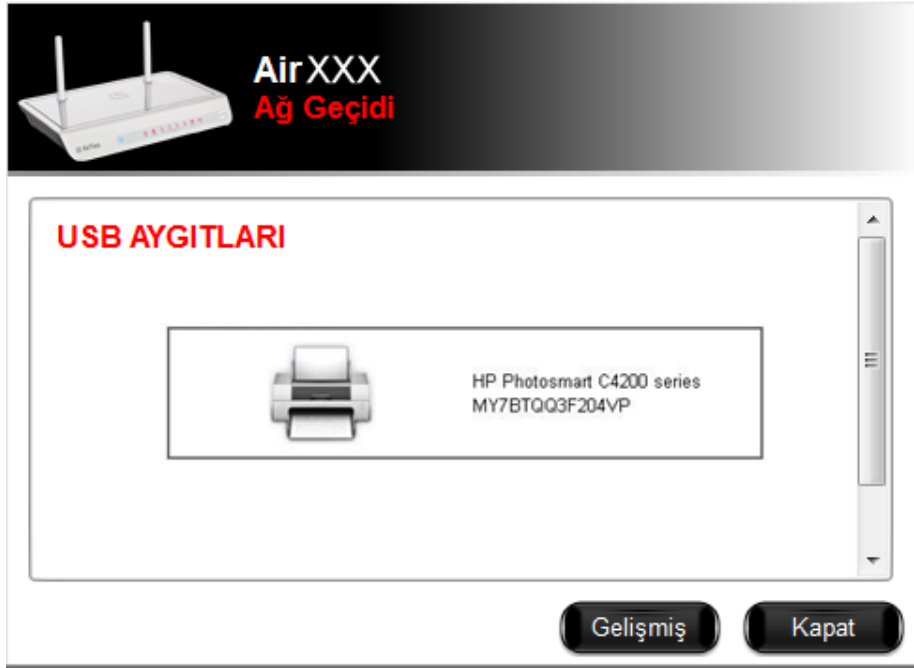 Air XXX
Ağ Geçidi
USB AYGITLARI
HP Photosmart C4200 series
MY7BTQQ3F204VP
Gelişmiş
Kapat